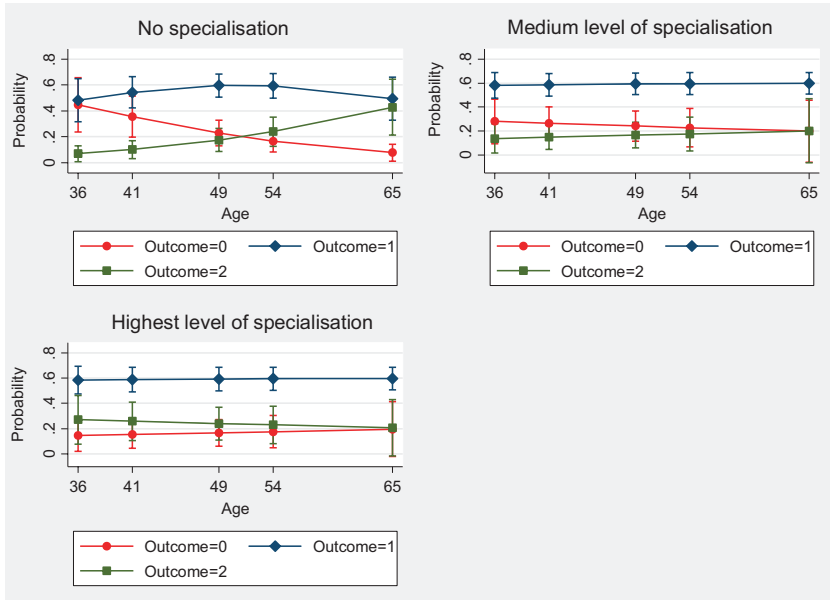 No specialisation
Probability
.8
.6
.4
.2
0
36 41 49 54 65
Age
Outcome=0 Outcome=1
Outcome=2
Medium level of specialisation
Probability
.8
.6
.4
.2
0
36 41 49 54 65
Age
Outcome=0 Outcome=1
Outcome=2
Highest level of specialisation
Probability
.8
.6
.4
.2
0
36 41 49 54 65
Age
Outcome=0 Outcome=1
Outcome=2